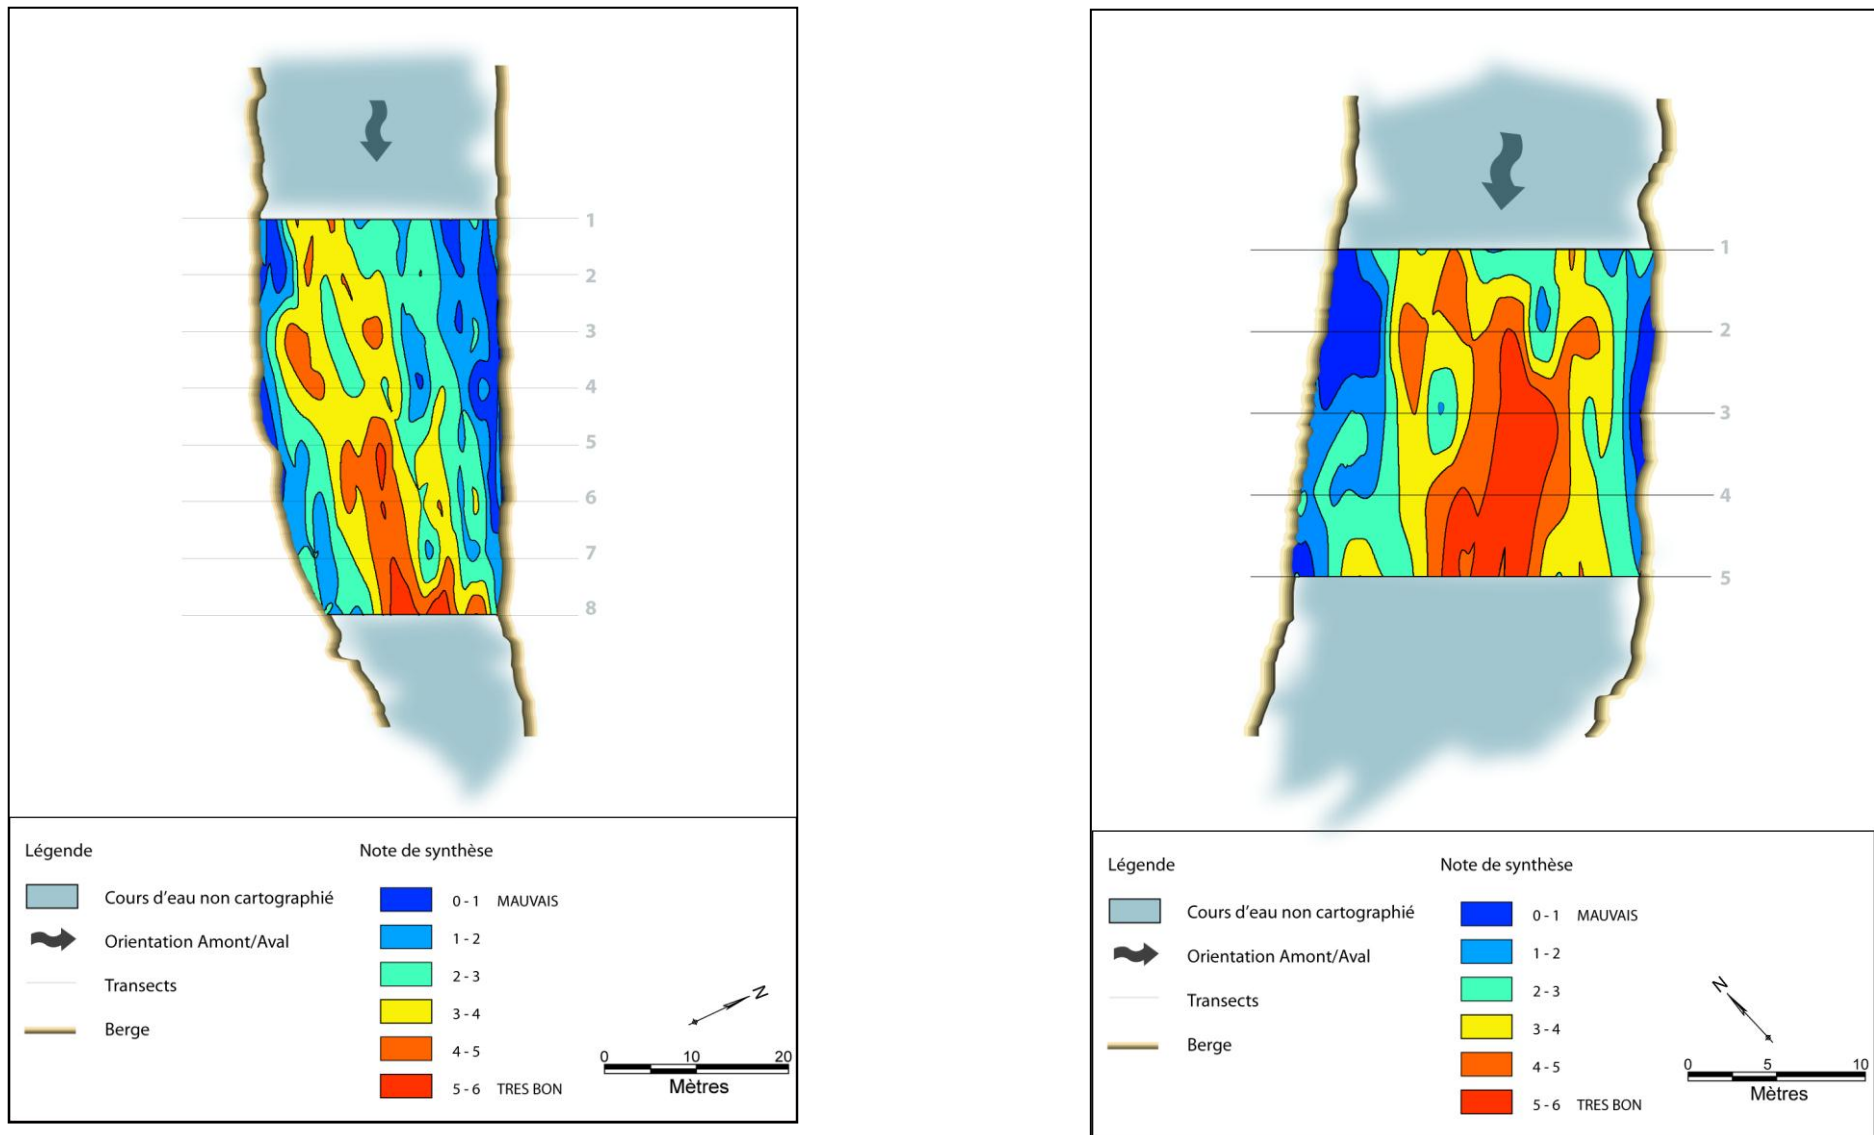 1
2
3
4
5
6
7
8
Légende
Note de synthèse
Cours d'eau non cartographié
0 - 1 MAUVAIS
Orientation Amont/Aval
1 - 2
Transects
2 - 3
Berge
3 - 4
4 - 5
5 - 6 TRES BON
N
0 10 20
Mètres
1
2
3
4
5
Légende
Note de synthèse
Cours d'eau non cartographié
0 - 1 MAUVAIS
Orientation Amont/Aval
1 - 2
Transects
2 - 3
Berge
3 - 4
4 - 5
5 - 6 TRES BON
N
0 5 10
Mètres